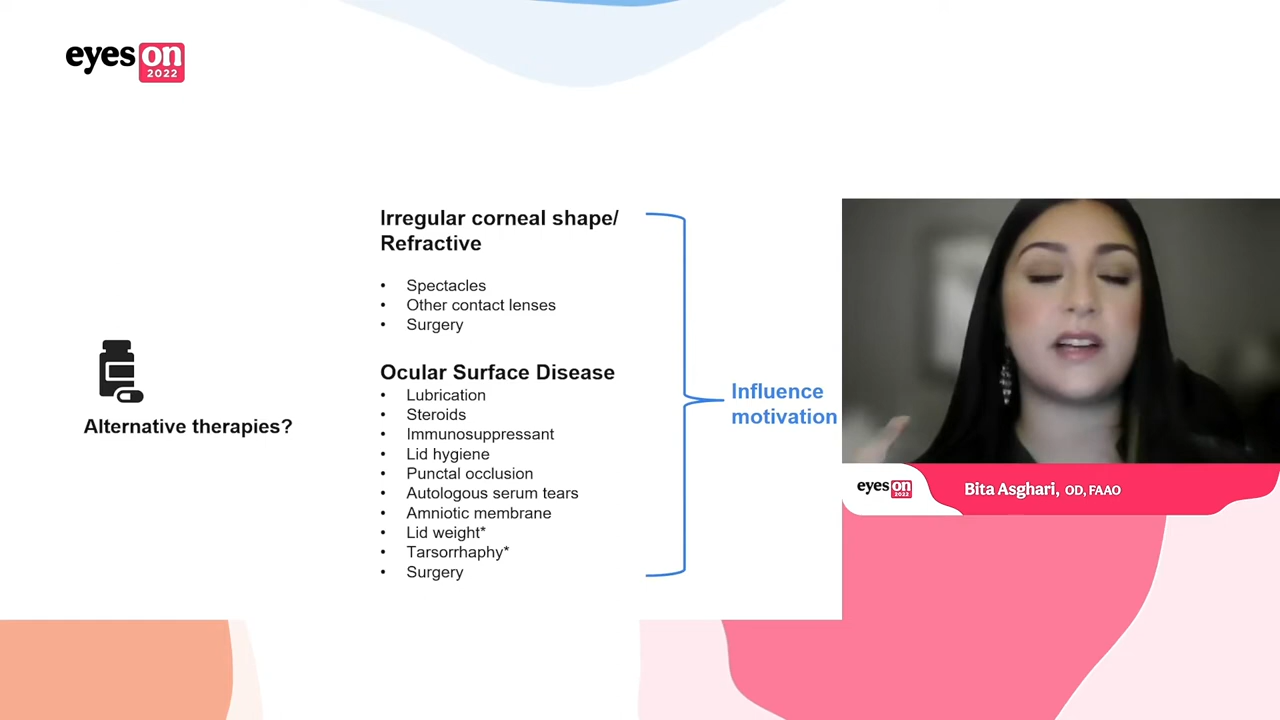 eyes on
2022
Irregular corneal shape/
Refractive
• Spectacles
• Other contact lenses
• Surgery
Ocular Surface Disease
• Lubrication
• Steroids
• Immunosuppressant
• Lid hygiene
• Punctal occlusion
• Autologous serum tears
• Amniotic membrane
• Lid weight*
• Tarsorrhaphy*
• Surgery
Alternative therapies?
Influence
motivation
eyes on
2022
Bita Asghari, OD, FAAO